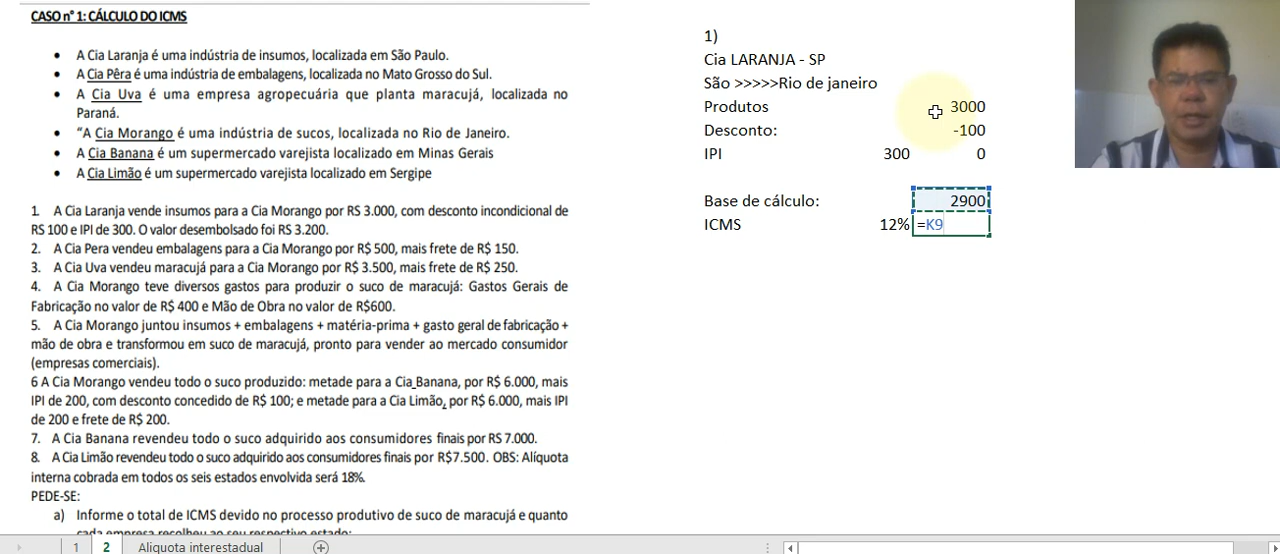 CASO nº 1: CÁLCULO DO ICMS
• A Cia Laranja é uma indústria de insumos, localizada em São Paulo.
• A Cia Pêra é uma indústria de embalagens, localizada no Mato Grosso do Sul.
• A Cia Uva é uma empresa agropecuária que planta maracujá, localizada no
Paraná.
• “A Cia Morango é uma indústria de sucos, localizada no Rio de Janeiro.
• A Cia Banana é um supermercado varejista localizado em Minas Gerais
• A Cia Limão é um supermercado varejista localizado em Sergipe
1. A Cia Laranja vende insumos para a Cia Morango por RS 3.000, com desconto incondicional de
RS 100 e IPI de 300. O valor desembolsado foi RS 3.200.
2. A Cia Pera vendeu embalagens para a Cia Morango por R$ 500, mais frete de R$ 150.
3. A Cia Uva vendeu maracujá para a Cia Morango por R$ 3.500, mais frete de R$ 250.
4. A Cia Morango teve diversos gastos para produzir o suco de maracujá: Gastos Gerais de
Fabricação no valor de R$ 400 e Mão de Obra no valor de R$600.
5. A Cia Morango juntou insumos + embalagens + matéria-prima + gasto geral de fabricação +
mão de obra e transformou em suco de maracujá, pronto para vender ao mercado consumidor
(empresas comerciais).
6 A Cia Morango vendeu todo o suco produzido: metade para a Cia Banana, por R$ 6.000, mais
IPI de 200, com desconto concedido de R$ 100; e metade para a Cia Limão, por R$ 6.000, mais IPI
de 200 e frete de R$ 200.
7. A Cia Banana revendeu todo o suco adquirido aos consumidores finais por RS 7.000.
8. A Cia Limão revendeu todo o suco adquirido aos consumidores finais por R$7.500. OBS: Alíquota
interna cobrada em todos os seis estados envolvida será 18%.
PEDE-SE:
a) Informe o total de ICMS devido no processo produtivo de suco de maracujá e quanto
cada empresa recolheu ao seu respectivo estado:
1)
Cia LARANJA - SP
São >>>>>Rio de janeiro
Produtos 3000
Desconto: -100
IPI 300 0
Base de cálculo: 2900
ICMS 12% =K9
1 2 Aliquota interestadual